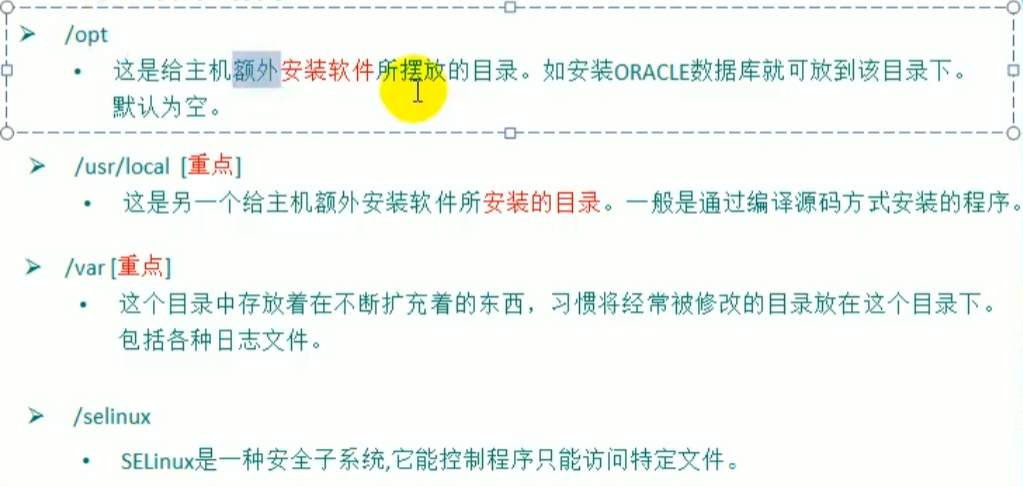 /opt
这是给主机额外安装软件所摆放的目录。如安装ORACLE数据库就可放到该目录下。
默认为空。
/usr/local [重点]
这是另一个给主机额外安装软件所安装的目录。一般是通过编译源码方式安装的程序。
/var [重点]
这个目录中存放着在不断扩充着的东西，习惯将经常被修改的目录放在这个目录下。
包括各种日志文件。
/selinux
SELinux是一种安全子系统,它能控制程序只能访问特定文件。